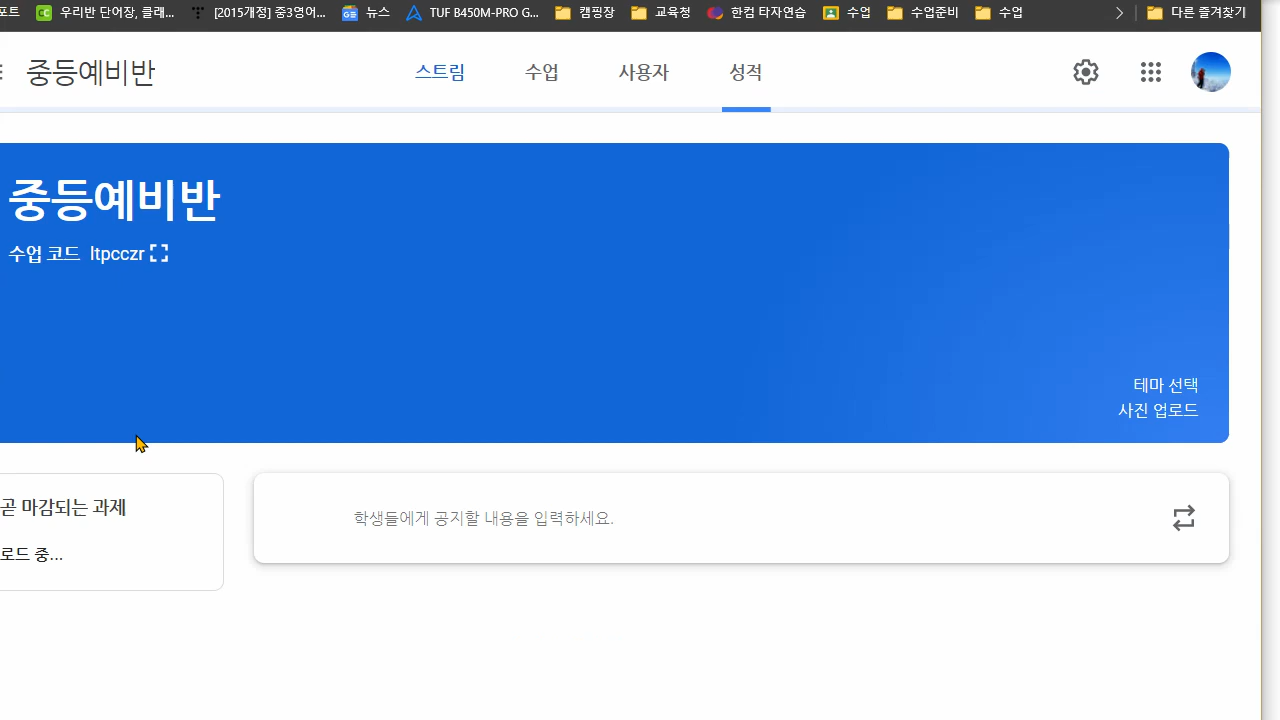 포트 우리반 단어장, 클래... [2015개정] 중3영어... 뉴스 TUF B450M-PRO G... 캠핑장 교육청 한컴 타자연습 수업 수업준비 수업 다른 즐겨찾기
중등예비반 스트림 수업 사용자 성적
중등예비반
수업 코드 ltpcczr
테마 선택
사진 업로드
곧 마감되는 과제
학생들에게 공지할 내용을 입력하세요.
로드 중...